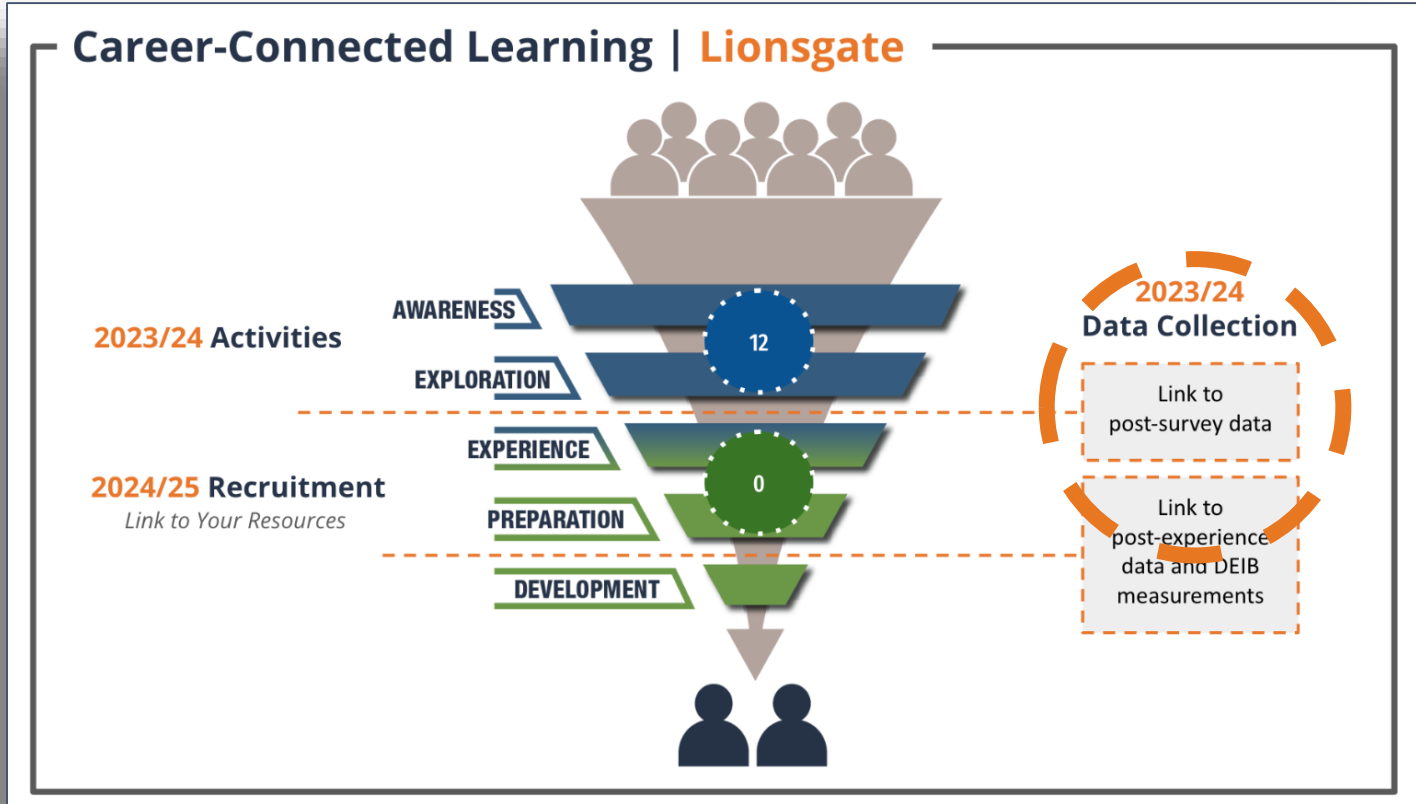 Career-Connected Learning | Lionsgate
2023/24 Activities
AWARENESS
EXPLORATION
12
2024/25 Recruitment
Link to Your Resources
EXPERIENCE
PREPARATION
0
DEVELOPMENT
2023/24
Data Collection
Link to
post-survey data
Link to
post-experience
data and DEIB
measurements